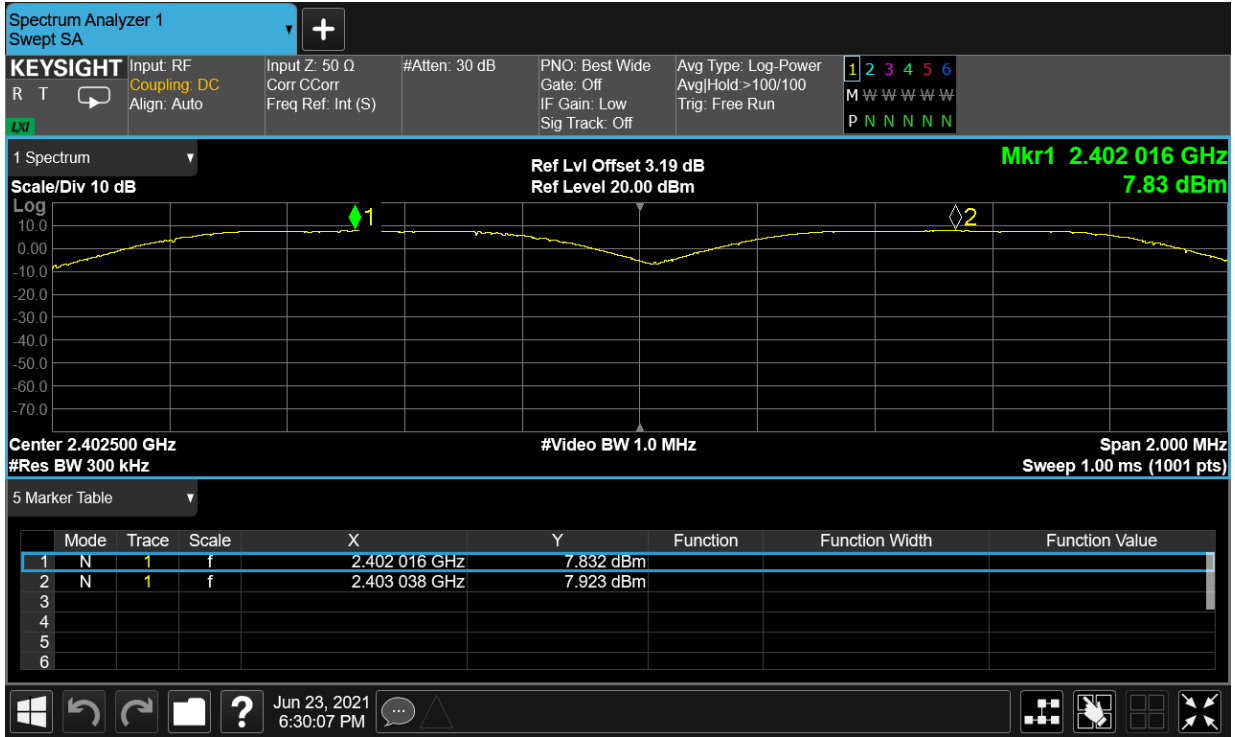 Spectrum Analyzer 1
Swept SA
KEYSIGHT
R T
LXI
Input: RF
Coupling: DC
Align: Auto
Input Z: 50 Ω
Corr CCorr
Freq Ref: Int (S)
#Atten: 30 dB
PNO: Best Wide
Gate: Off
IF Gain: Low
Sig Track: Off
Avg Type: Log-Power
Avg|Hold:>100/100
Trig: Free Run
1 2 3 4 5 6
M W W W W W
P N N N N N
1 Spectrum
Scale/Div 10 dB
Ref Lvl Offset 3.19 dB
Ref Level 20.00 dBm
Mkr1 2.402 016 GHz
7.83 dBm
Log
1
2
10.0
0.00
-10.0
-20.0
-30.0
-40.0
-50.0
-60.0
-70.0
Center 2.402500 GHz
#Res BW 300 kHz
#Video BW 1.0 MHz
Span 2.000 MHz
Sweep 1.00 ms (1001 pts)
5 Marker Table
Mode Trace Scale X Y Function Function Width Function Value
1 N 1 f 2.402 016 GHz 7.832 dBm
2 N 1 f 2.403 038 GHz 7.923 dBm
3
4
5
6
?
Jun 23, 2021
6:30:07 PM